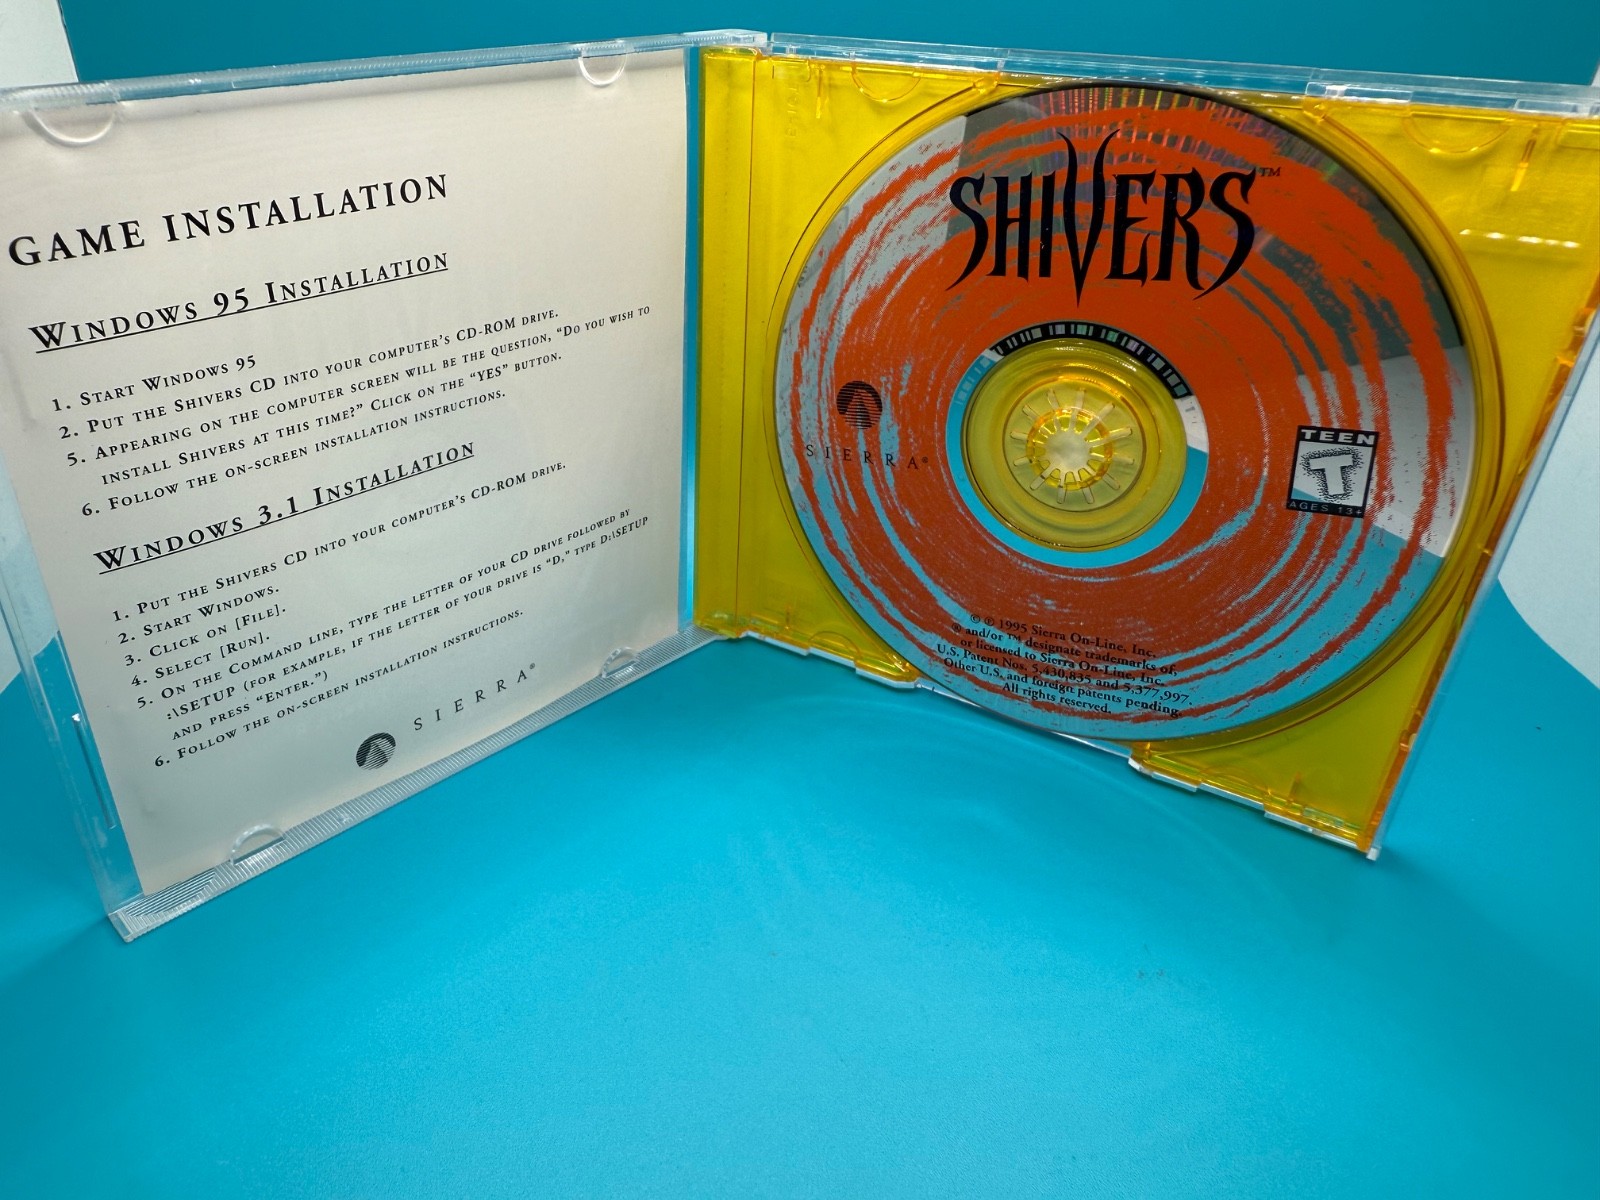 GAME INSTALLATION
WINDOWS 95 INSTALLATION
1. START WINDOWS 95
2. PUT THE SHIVERS CD INTO YOUR COMPUTER'S CD-ROM DRIVE.
5. APPEARING ON THE COMPUTER SCREEN WILL BE THE QUESTION, "DO YOU WISH TO
INSTALL SHIVERS AT THIS TIME?" CLICK ON THE "YES" BUTTON.
6. FOLLOW THE ON-SCREEN INSTALLATION INSTRUCTIONS.
WINDOWS 3.1 INSTALLATION
1. PUT THE SHIVERS CD INTO YOUR COMPUTER'S CD-ROM DRIVE.
2. START WINDOWS.
3. CLICK ON [FILE].
4. SELECT [RUN].
5. ON THE COMMAND LINE, TYPE THE LETTER OF YOUR CD DRIVE FOLLOWED BY
:\SETUP (FOR EXAMPLE, IF THE LETTER OF YOUR DRIVE IS "D," TYPE D:\SETUP
AND PRESS "ENTER.")
6. FOLLOW THE ON-SCREEN INSTALLATION INSTRUCTIONS.
SIERRA®
SHIVERS™
SIERRA®
TEEN
T
AGES 13+
© ℗ 1995 Sierra On-Line, Inc.
® and/or ™ designate trademarks of,
or licensed to Sierra On-Line, Inc.
U.S. Patent Nos. 5,430,835 and 5,377,997.
Other U.S. and foreign patents pending.
All rights reserved.